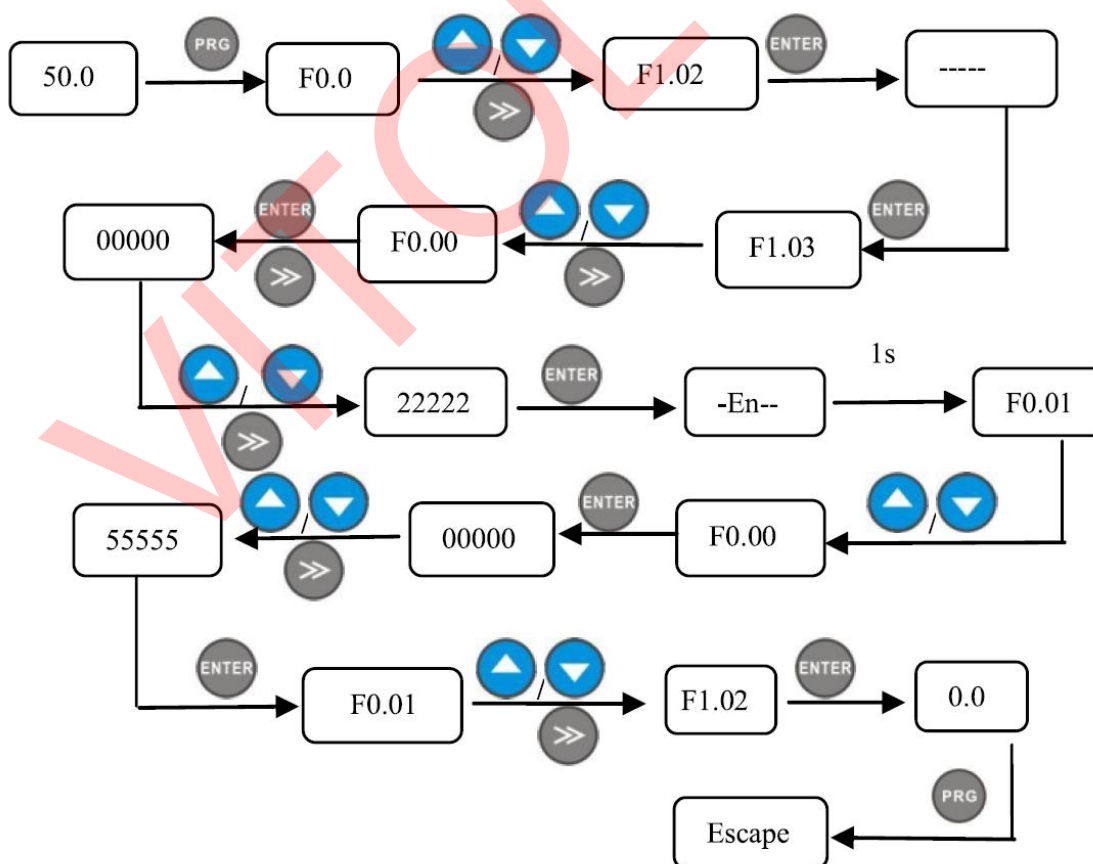 50.0
PRG
F0.0
/
F1.02
ENTER
-----
00000
ENTER
F0.00
/
F1.03
ENTER
/
22222
ENTER
-En--
1s
F0.01
55555
/
00000
ENTER
F0.00
/
ENTER
F0.01
/
F1.02
ENTER
0.0
PRG
Escape
VITOL